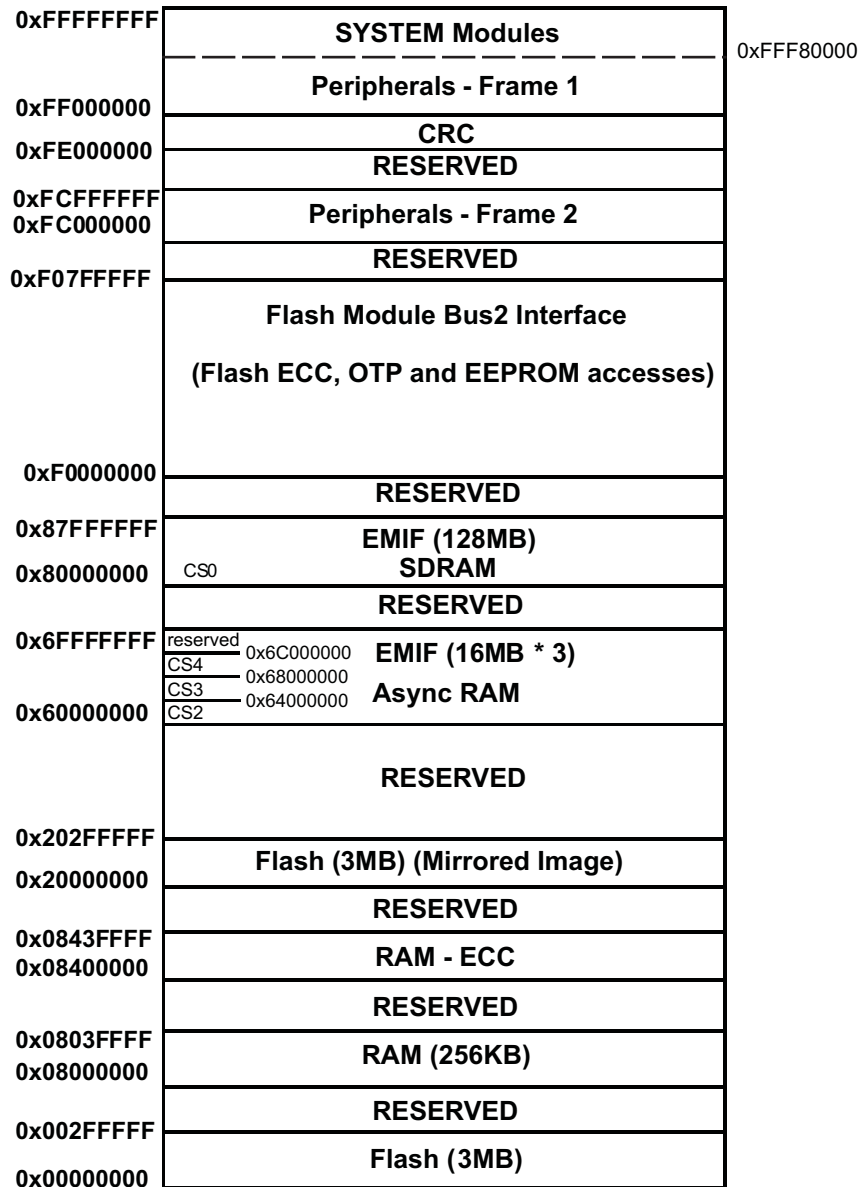 0xFFFFFFFF
SYSTEM Modules
0xFFF80000
Peripherals - Frame 1
0xFF000000
CRC
0xFE000000
RESERVED
0xFCFFFFFF
Peripherals - Frame 2
0xFC000000
RESERVED
0xF07FFFFF
Flash Module Bus2 Interface
(Flash ECC, OTP and EEPROM accesses)
0xF0000000
RESERVED
0x87FFFFFF
EMIF (128MB)
0x80000000
CS0
SDRAM
RESERVED
0x6FFFFFFF
reserved
0x6C000000
EMIF (16MB * 3)
CS4
0x68000000
CS3
0x64000000
Async RAM
0x60000000
CS2
RESERVED
0x202FFFFF
Flash (3MB) (Mirrored Image)
0x20000000
RESERVED
0x0843FFFF
RAM - ECC
0x08400000
RESERVED
0x0803FFFF
RAM (256KB)
0x08000000
RESERVED
0x002FFFFF
Flash (3MB)
0x00000000